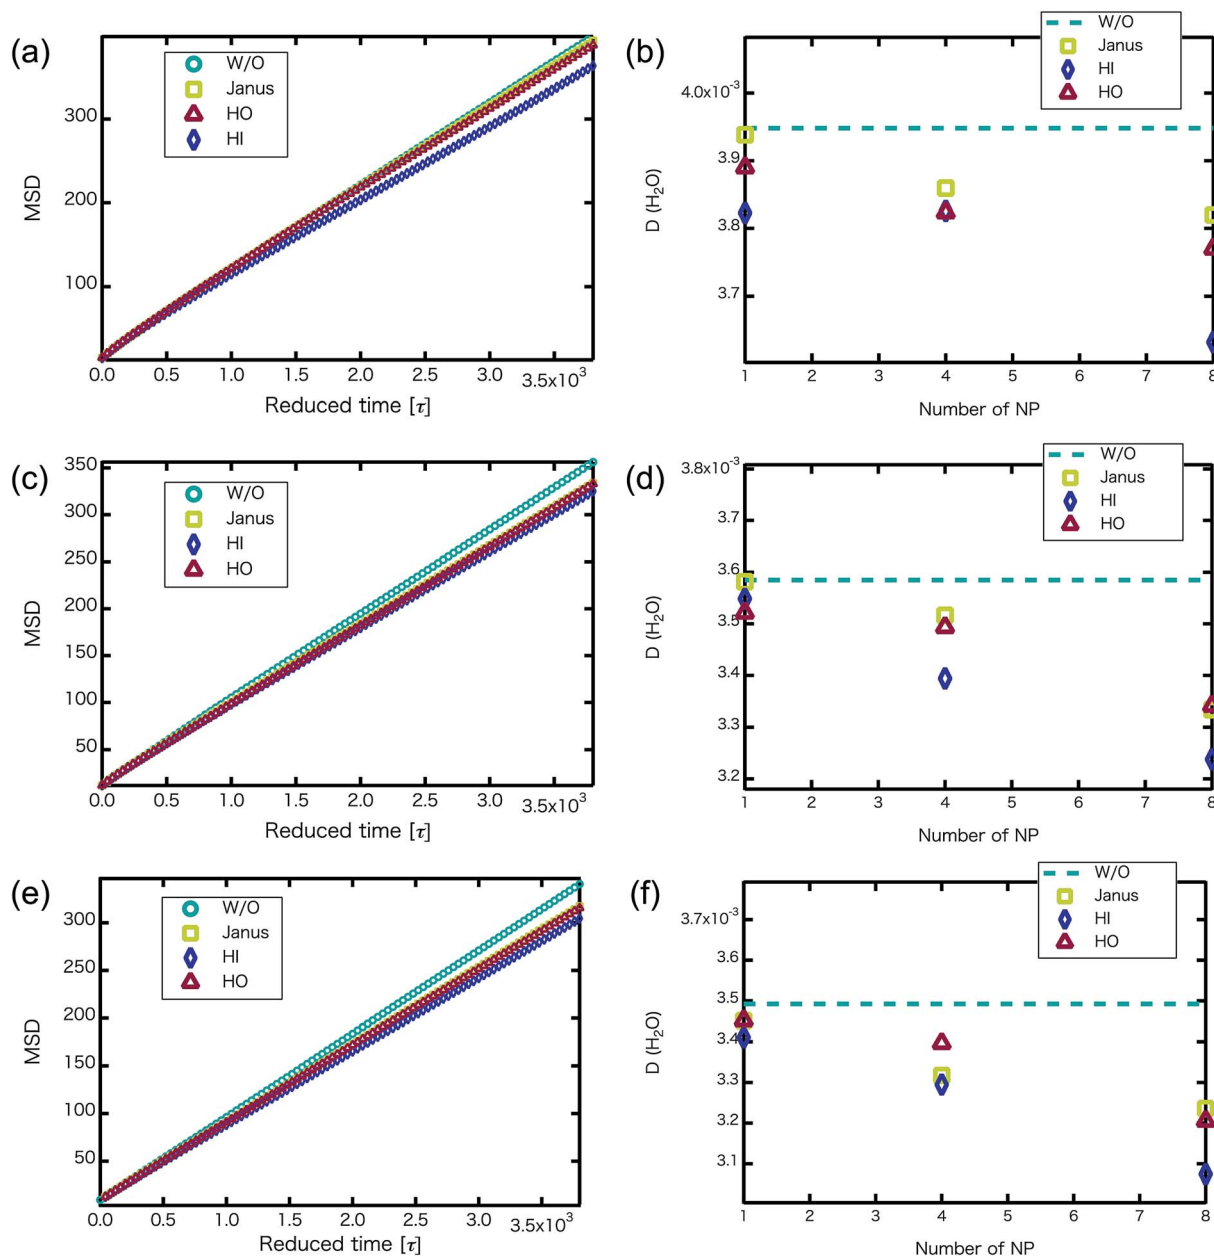 (a)
W/O
Janus
HO
HI
300
200
100
MSD
0.0 0.5 1.0 1.5 2.0 2.5 3.0 3.5x10³
Reduced time [τ]
(b)
W/O
Janus
HI
HO
4.0x10⁻³
3.9
3.8
3.7
D (H₂O)
1 2 3 4 5 6 7 8
Number of NP
(c)
W/O
Janus
HI
HO
350
300
250
200
150
100
50
MSD
0.0 0.5 1.0 1.5 2.0 2.5 3.0 3.5x10³
Reduced time [τ]
(d)
W/O
Janus
HI
HO
3.8x10⁻³
3.7
3.6
3.5
3.4
3.3
3.2
D (H₂O)
1 2 3 4 5 6 7 8
Number of NP
(e)
W/O
Janus
HI
HO
300
250
200
150
100
50
MSD
0.0 0.5 1.0 1.5 2.0 2.5 3.0 3.5x10³
Reduced time [τ]
(f)
W/O
Janus
HI
HO
3.7x10⁻³
3.6
3.5
3.4
3.3
3.2
3.1
D (H₂O)
1 2 3 4 5 6 7 8
Number of NP